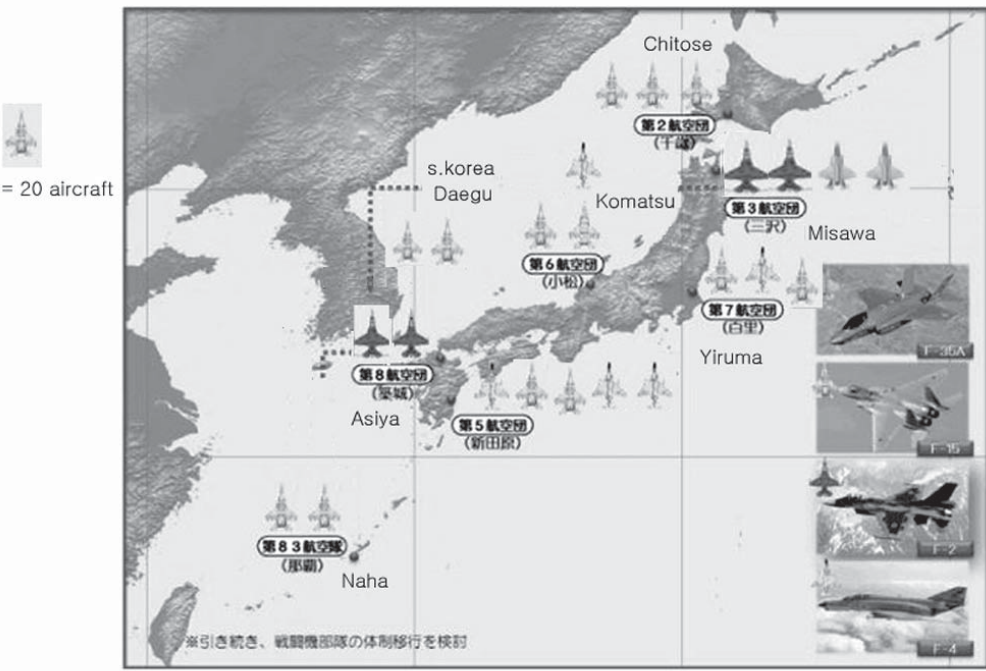 Chitose
第2航空団
(千歳)
= 20 aircraft
s.korea
Daegu
Komatsu
第3航空団
(三沢)
Misawa
第6航空団
(小松)
第7航空団
(百里)
Yiruma
F-35A
第8航空団
(築城)
Asiya
第5航空団
(新田原)
F-15
第83航空隊
(那覇)
Naha
F-2
※引き続き、戦闘機部隊の体制移行を検討
F-4